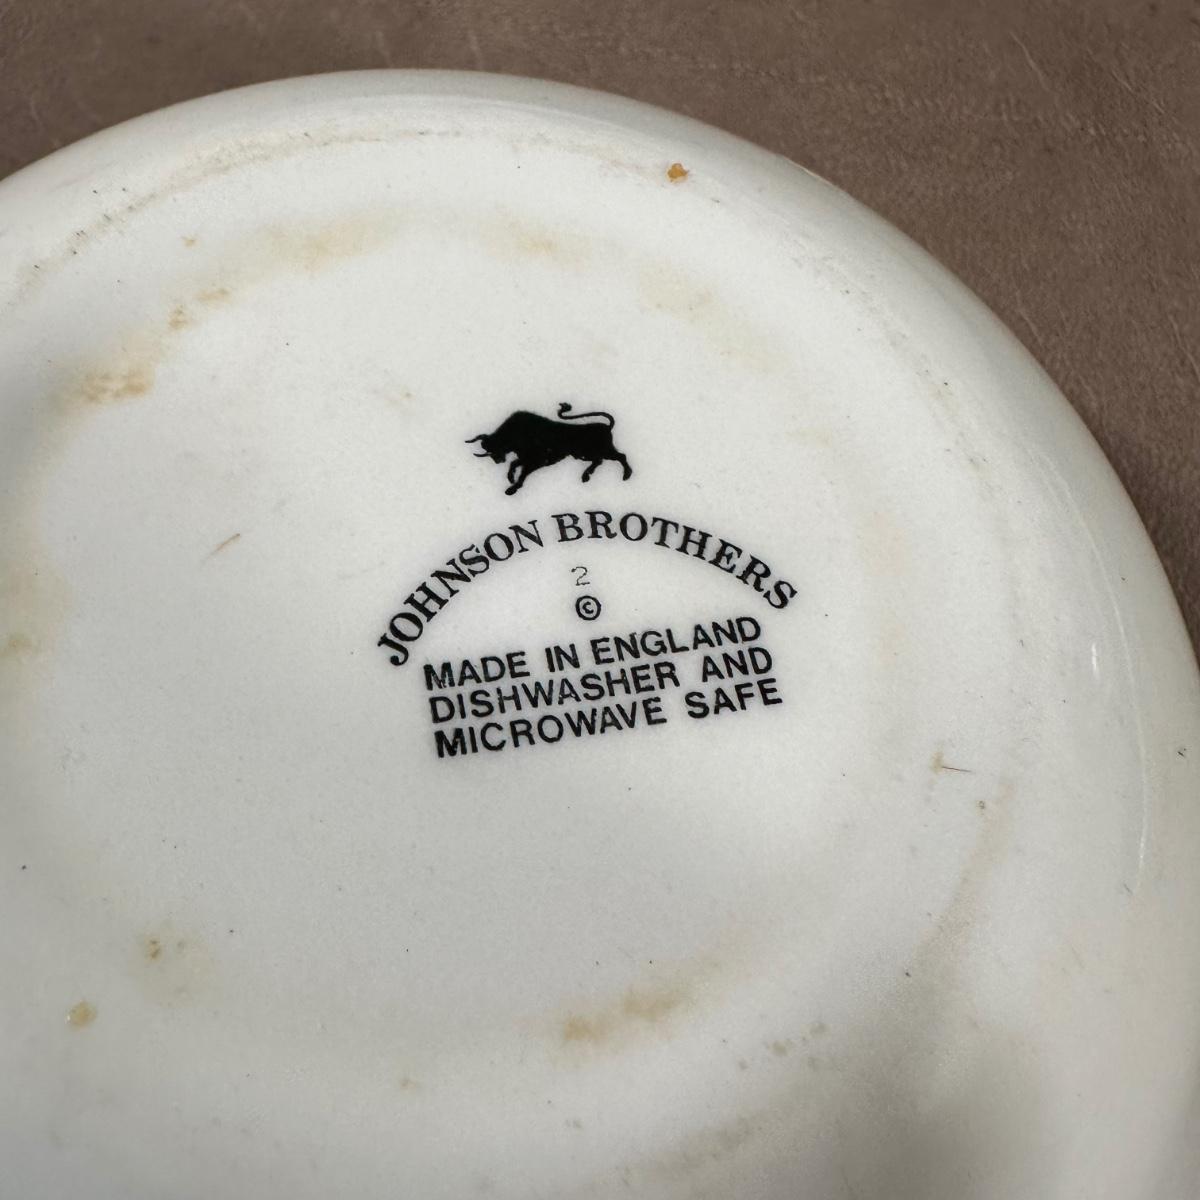 JOHNSON BROTHERS
2
©
MADE IN ENGLAND
DISHWASHER AND
MICROWAVE SAFE